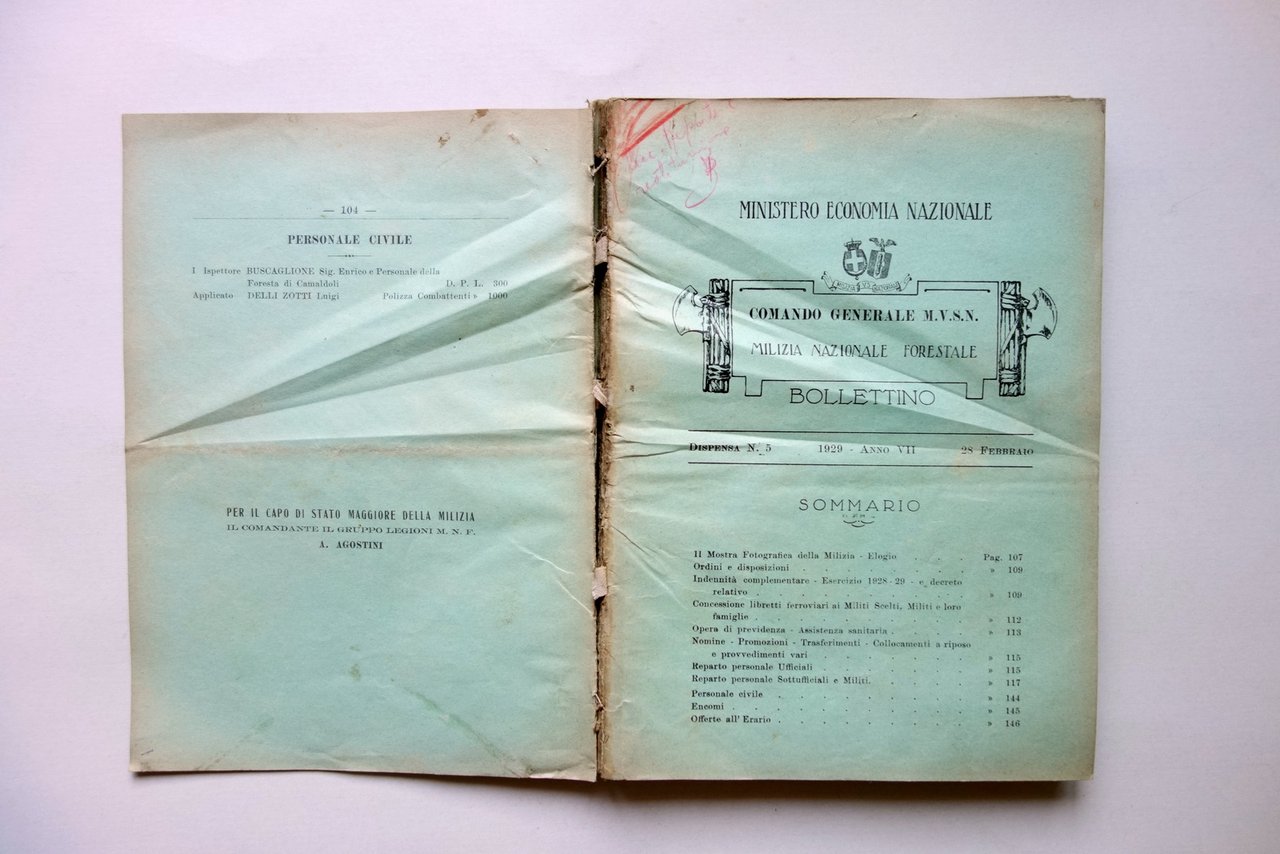 — 104 —
PERSONALE CIVILE
I Ispettore BUSCAGLIONE Sig. Enrico e Personale della
Foresta di Camaldoli D. P. L. 300
Applicato DELLI ZOTTI Luigi Polizza Combattenti » 1000
PER IL CAPO DI STATO MAGGIORE DELLA MILIZIA
IL COMANDANTE IL GRUPPO LEGIONI M. N. F.
A. AGOSTINI
MINISTERO ECONOMIA NAZIONALE
COMANDO GENERALE M.V.S.N.
MILIZIA NAZIONALE FORESTALE
BOLLETTINO
DISPENSA N. 5 1929 - ANNO VII 28 FEBBRAIO
SOMMARIO
II Mostra Fotografica della Milizia - Elogio . . . Pag. 107
Ordini e disposizioni . . . . . . . . . » 109
Indennità complementare - Esercizio 1928-29 - e decreto
relativo . . . . . . . . . . . » 109
Concessione libretti ferroviari ai Militi Scelti, Militi e loro
famiglie . . . . . . . . . . . » 112
Opera di previdenza - Assistenza sanitaria . . . . » 113
Nomine - Promozioni - Trasferimenti - Collocamenti a riposo
e provvedimenti vari . . . . . . . » 115
Reparto personale Ufficiali . . . . . . . » 115
Reparto personale Sottufficiali e Militi. . . . . » 117
Personale civile . . . . . . . . . » 144
Encomi . . . . . . . . . . . » 145
Offerte all'Erario . . . . . . . . . » 146